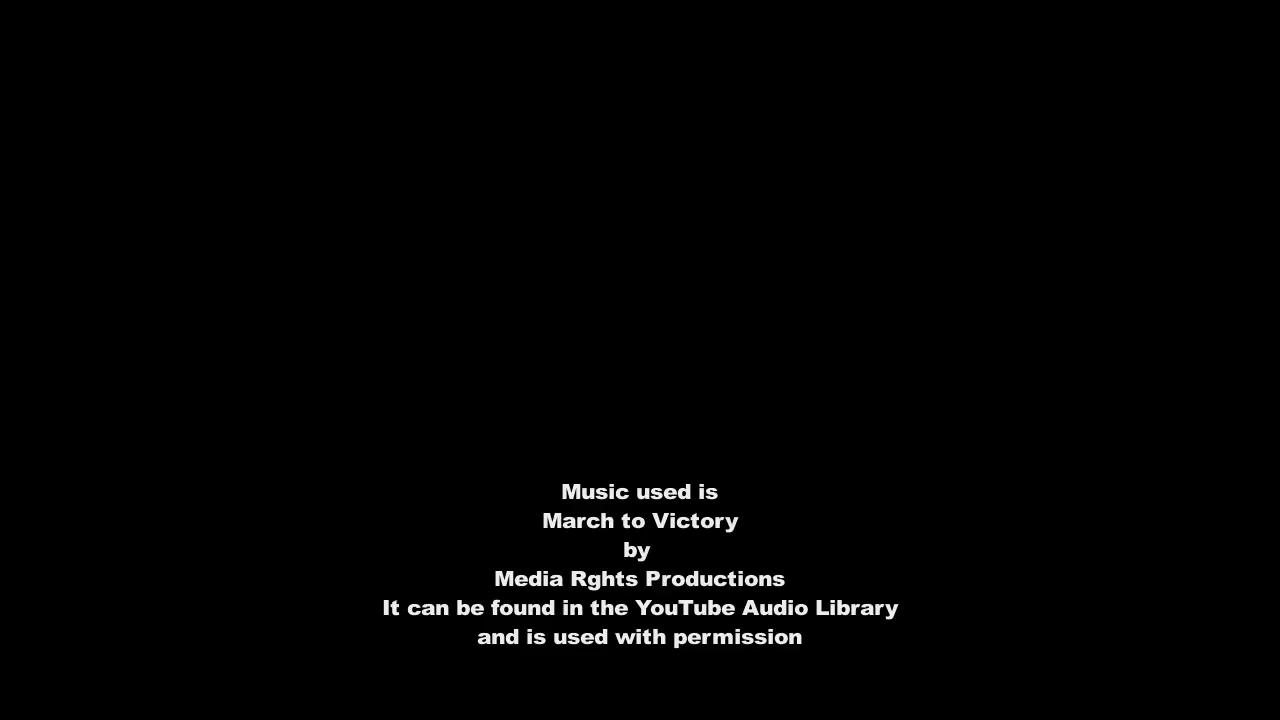 Music used is
March to Victory
by
Media Rghts Productions
It can be found in the YouTube Audio Library
and is used with permission